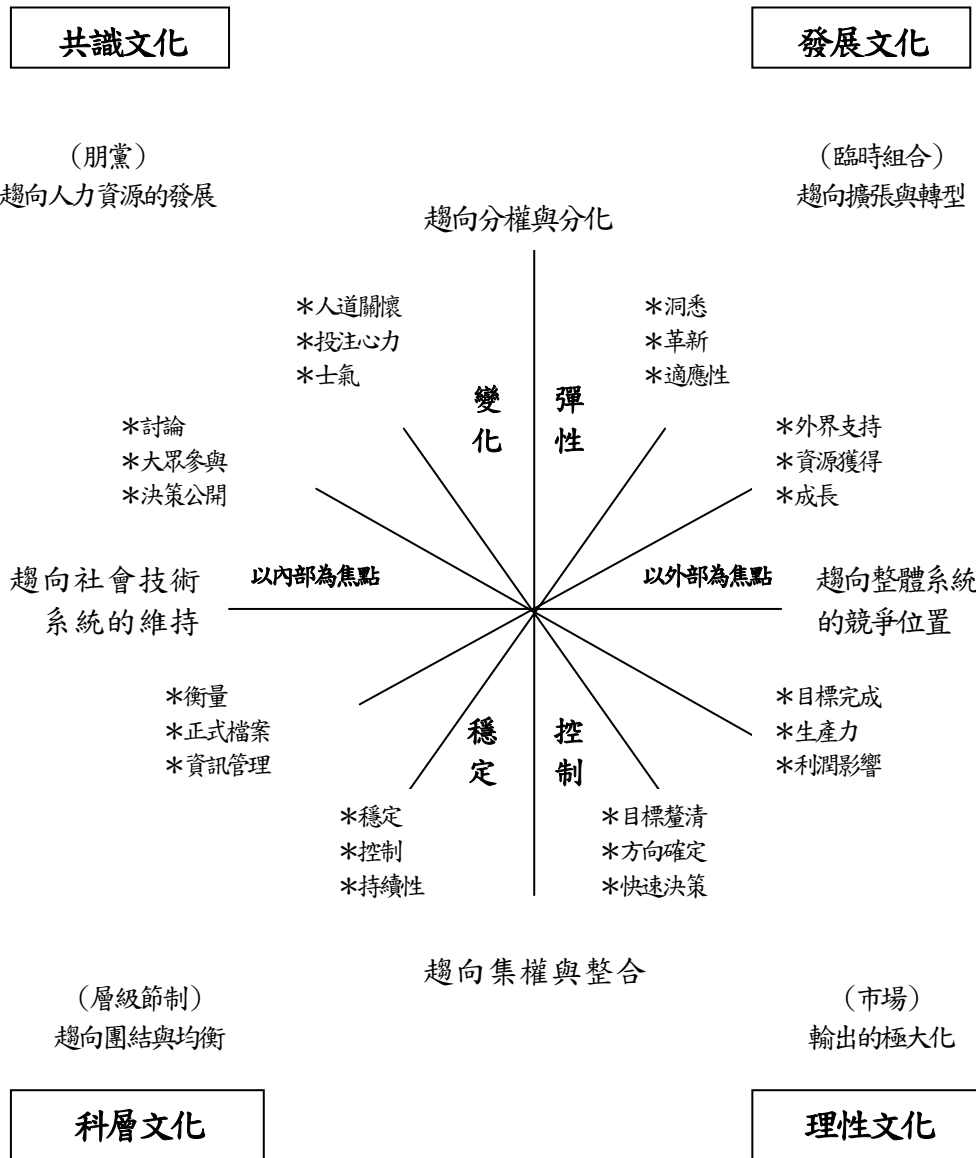 共識文化
發展文化
（朋黨）
趨向人力資源的發展
（臨時組合）
趨向擴張與轉型
趨向分權與分化
＊人道關懷
＊投注心力
＊士氣
＊洞悉
＊革新
＊適應性
變化
彈性
＊討論
＊大眾參與
＊決策公開
＊外界支持
＊資源獲得
＊成長
趨向社會技術
系統的維持
以內部為焦點
以外部為焦點
趨向整體系統
的競爭位置
＊衡量
＊正式檔案
＊資訊管理
穩定
控制
＊目標完成
＊生產力
＊利潤影響
＊穩定
＊控制
＊持續性
＊目標釐清
＊方向確定
＊快速決策
趨向集權與整合
（層級節制）
趨向團結與均衡
（市場）
輸出的極大化
科層文化
理性文化